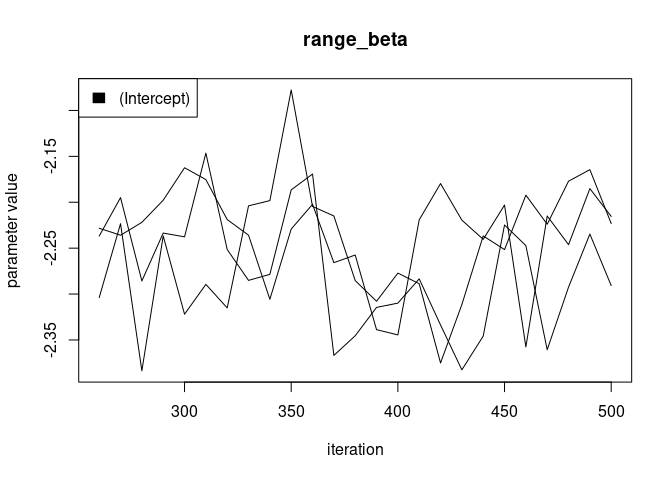 range_beta
(Intercept)
parameter value
-2.15
-2.25
-2.35
300 350 400 450 500
iteration